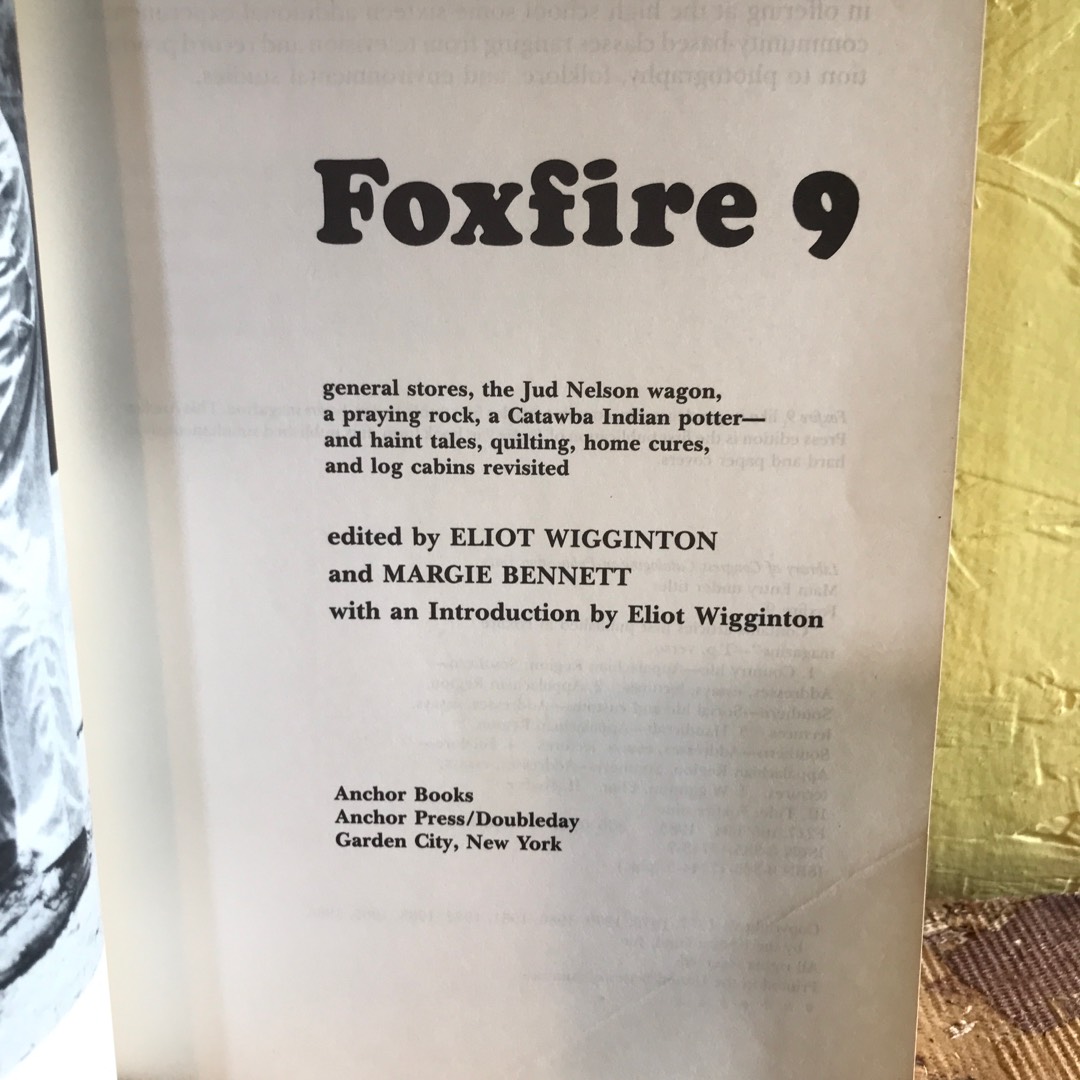 Foxfire 9
general stores, the Jud Nelson wagon,
a praying rock, a Catawba Indian potter—
and haint tales, quilting, home cures,
and log cabins revisited
edited by ELIOT WIGGINTON
and MARGIE BENNETT
with an Introduction by Eliot Wigginton
Anchor Books
Anchor Press/Doubleday
Garden City, New York